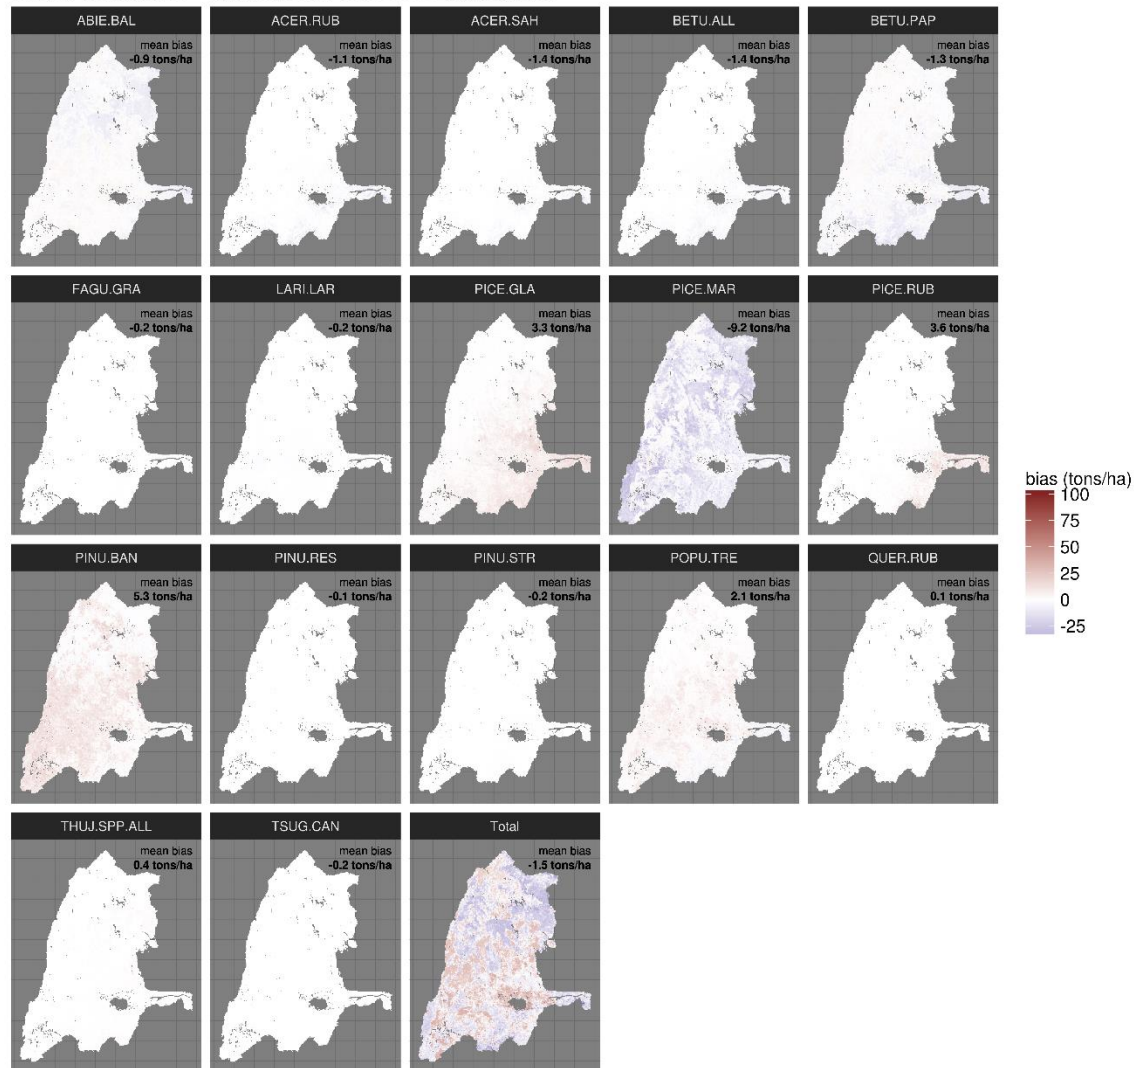 ABIE.BAL
mean bias
-0.9 tons/ha
ACER.RUB
mean bias
-1.1 tons/ha
ACER.SAH
mean bias
-1.4 tons/ha
BETU.ALL
mean bias
-1.4 tons/ha
BETU.PAP
mean bias
-1.3 tons/ha
FAGU.GRA
mean bias
-0.2 tons/ha
LARI.LAR
mean bias
-0.2 tons/ha
PICE.GLA
mean bias
3.3 tons/ha
PICE.MAR
mean bias
-9.2 tons/ha
PICE.RUB
mean bias
3.6 tons/ha
PINU.BAN
mean bias
5.3 tons/ha
PINU.RES
mean bias
-0.1 tons/ha
PINU.STR
mean bias
-0.2 tons/ha
POPU.TRE
mean bias
2.1 tons/ha
QUER.RUB
mean bias
0.1 tons/ha
THUJ.SPP.ALL
mean bias
0.4 tons/ha
TSUG.CAN
mean bias
-0.2 tons/ha
Total
mean bias
-1.5 tons/ha
bias (tons/ha)
100
75
50
25
0
-25